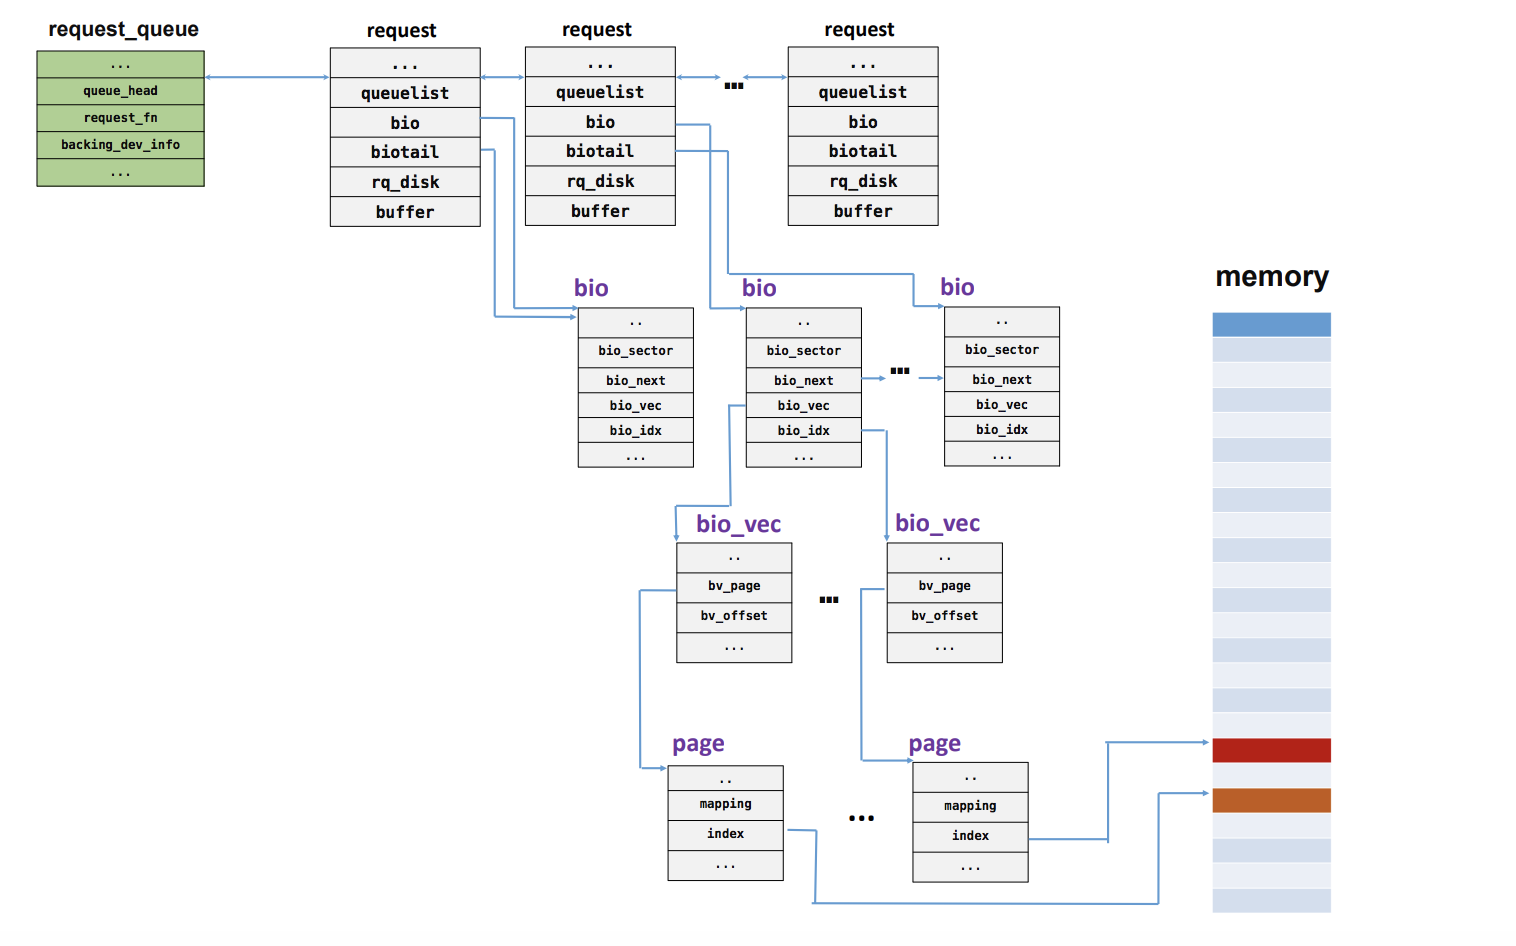 request_queue
...
queue_head
request_fn
backing_dev_info
...
request
...
queuelist
bio
biotail
rq_disk
buffer
request
...
queuelist
bio
biotail
rq_disk
buffer
...
request
...
queuelist
bio
biotail
rq_disk
buffer
bio
..
bio_sector
bio_next
bio_vec
bio_idx
...
bio
..
bio_sector
bio_next
bio_vec
bio_idx
...
...
bio
..
bio_sector
bio_next
bio_vec
bio_idx
...
memory
bio_vec
..
bv_page
bv_offset
...
...
bio_vec
..
bv_page
bv_offset
...
page
..
mapping
index
...
...
page
..
mapping
index
...